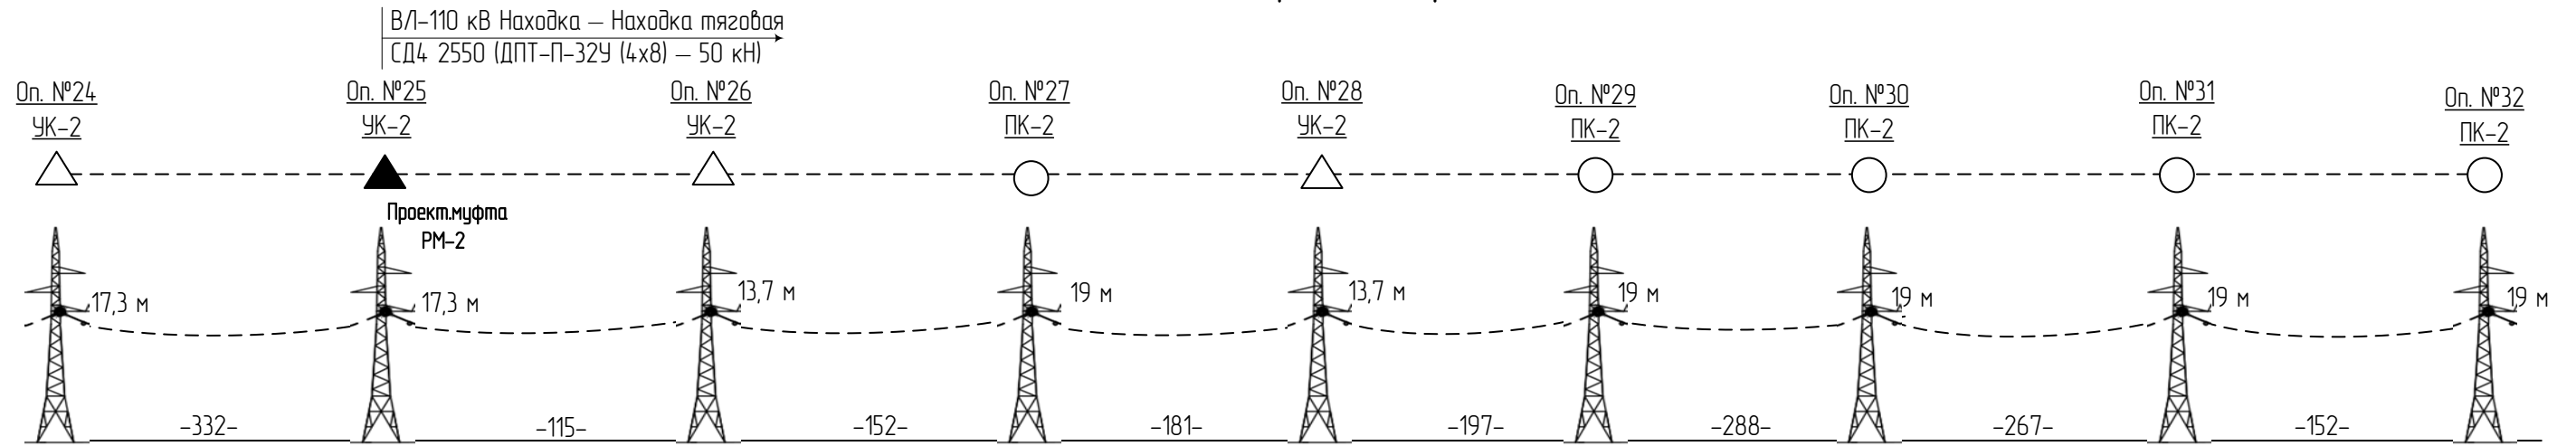 ВЛ-110 кВ Находка – Находка тяговая
СД4 2550 (ДПТ-П-32У (4х8) – 50 кН)
Оп. №24 Оп. №25 Оп. №26 Оп. №27 Оп. №28 Оп. №29 Оп. №30 Оп. №31 Оп. №32
УК-2 УК-2 УК-2 ПК-2 УК-2 ПК-2 ПК-2 ПК-2 ПК-2
Проект.муфта
РМ-2
17,3 м 17,3 м 13,7 м 19 м 13,7 м 19 м 19 м 19 м 19 м
-332- -115- -152- -181- -197- -288- -267- -152-